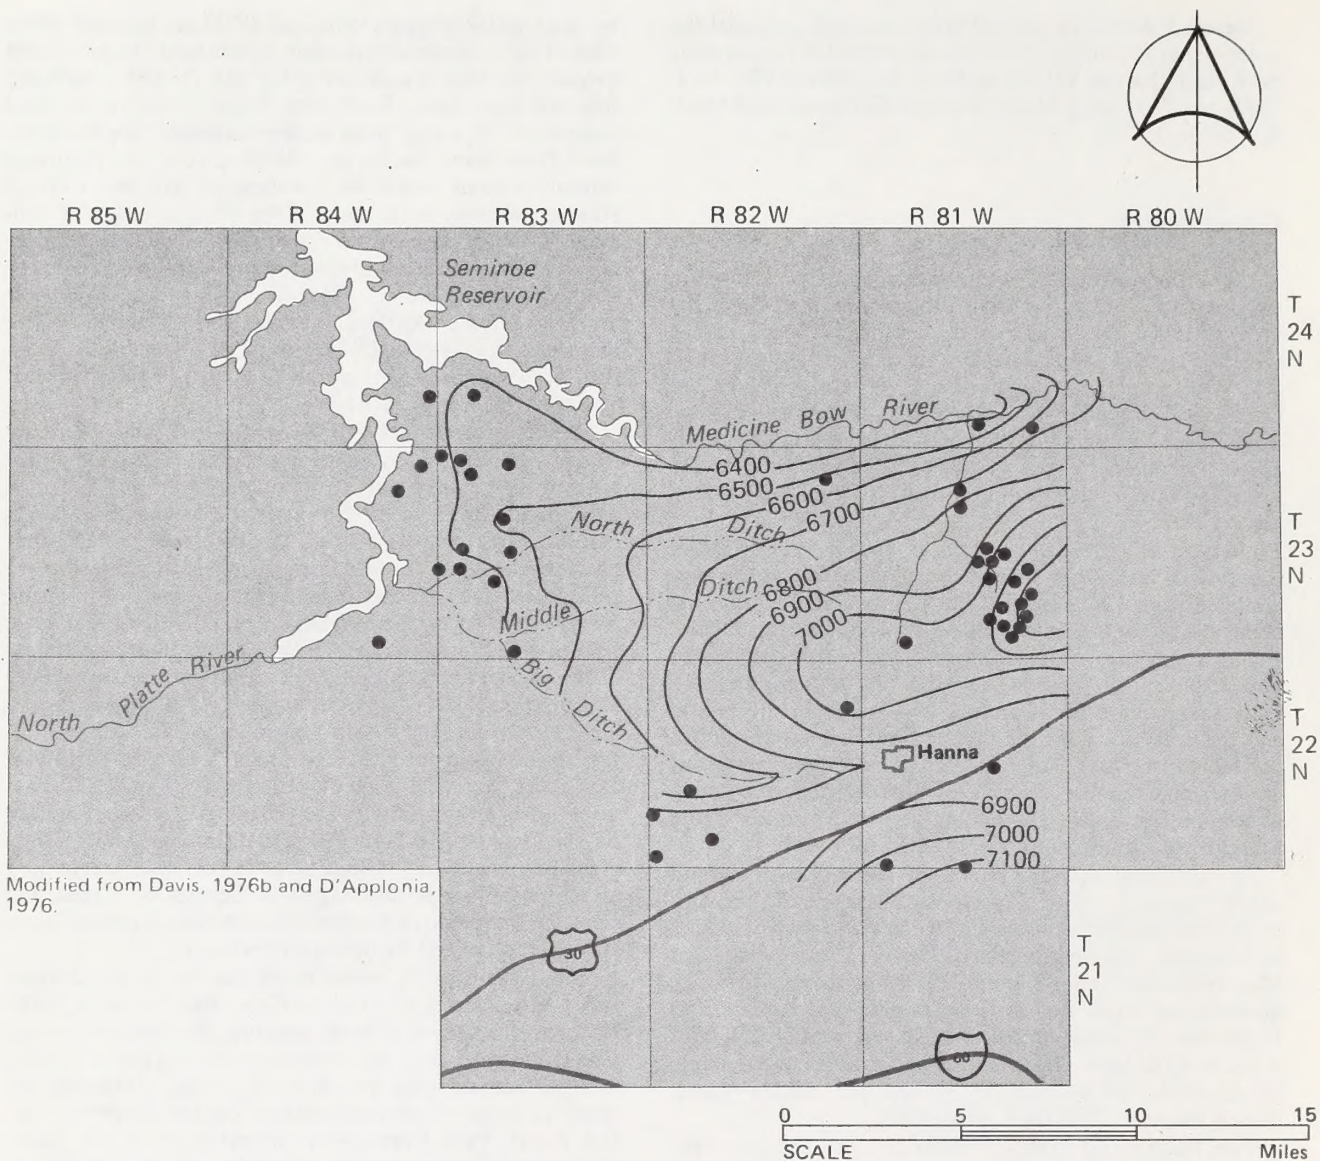 R 85 W R 84 W R 83 W R 82 W R 81 W R 80 W
Seminoe
Reservoir
T
24
N
Medicine Bow River
6400
6500
6600
6700
North Ditch
T
23
N
Ditch
6800
6900
7000
Middle
Big
Ditch
North Platte River
T
22
N
Hanna
6900
7000
7100
Modified from Davis, 1976b and D'Applonia,
1976.
30
T
21
N
80
0 5 10 15
SCALE Miles